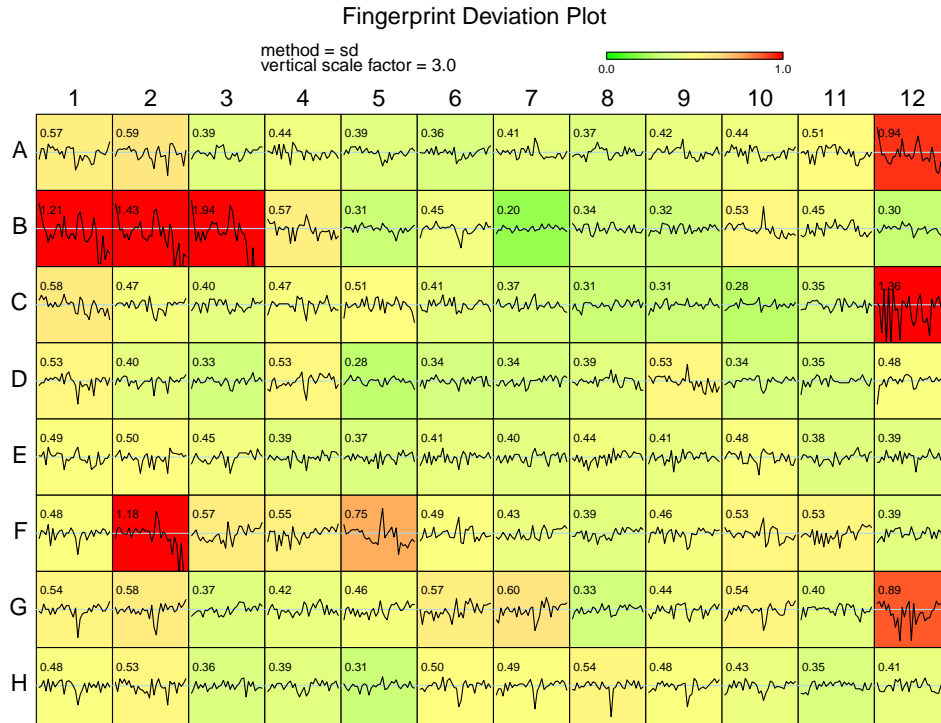 Fingerprint Deviation Plot
method = sd
vertical scale factor = 3.0
0.0 1.0
1 2 3 4 5 6 7 8 9 10 11 12
A 0.57 0.59 0.39 0.44 0.39 0.36 0.41 0.37 0.42 0.44 0.51 0.94
B 1.21 1.43 1.94 0.57 0.31 0.45 0.20 0.34 0.32 0.53 0.45 0.30
C 0.58 0.47 0.40 0.47 0.51 0.41 0.37 0.31 0.31 0.28 0.35 1.36
D 0.53 0.40 0.33 0.53 0.28 0.34 0.34 0.39 0.53 0.34 0.35 0.48
E 0.49 0.50 0.45 0.39 0.37 0.41 0.40 0.44 0.41 0.48 0.38 0.39
F 0.48 1.18 0.57 0.55 0.75 0.49 0.43 0.39 0.46 0.53 0.53 0.39
G 0.54 0.58 0.37 0.42 0.46 0.57 0.60 0.33 0.44 0.54 0.40 0.89
H 0.48 0.53 0.36 0.39 0.31 0.50 0.49 0.54 0.48 0.43 0.35 0.41